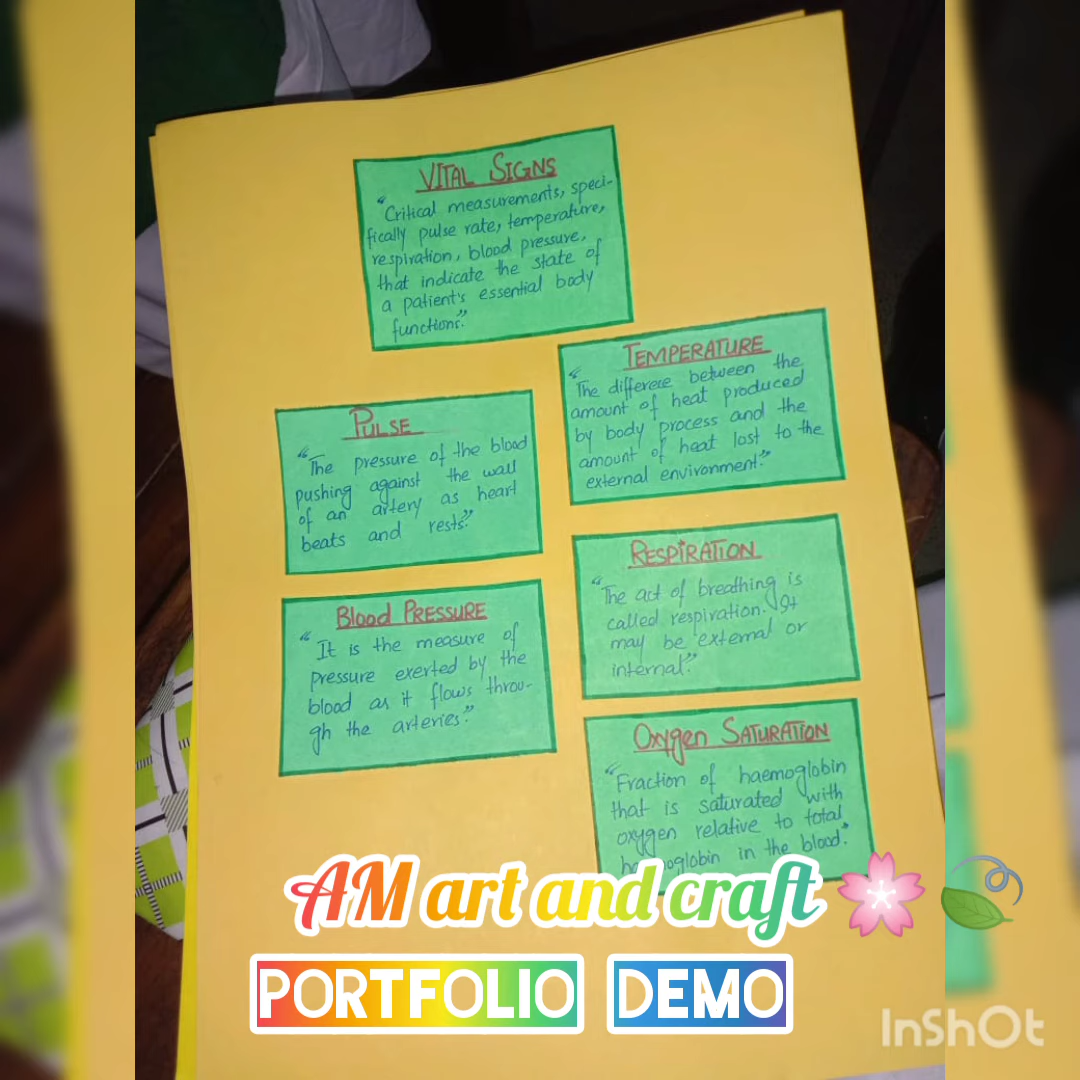 VITAL SIGNS
“Critical measurements, speci-
fically pulse rate, temperature,
respiration, blood pressure,
that indicate the state of
a patient's essential body
functions.”
TEMPERATURE
“The differece between the
amount of heat produced
by body process and the
amount of heat lost to the
external environment.”
PULSE
“The pressure of the blood
pushing against the wall
of an artery as heart
beats and rests.”
RESPIRATION
“The act of breathing is
called respiration. It
may be external or
internal.”
Blood PRESSURE
“It is the measure of
pressure exerted by the
blood as it flows throu-
gh the arteries.”
Oxygen SATURATION
“Fraction of haemoglobin
that is saturated with
oxygen relative to total
in the blood.”
AM art and craft
PORTFOLIO DEMO
InShOt